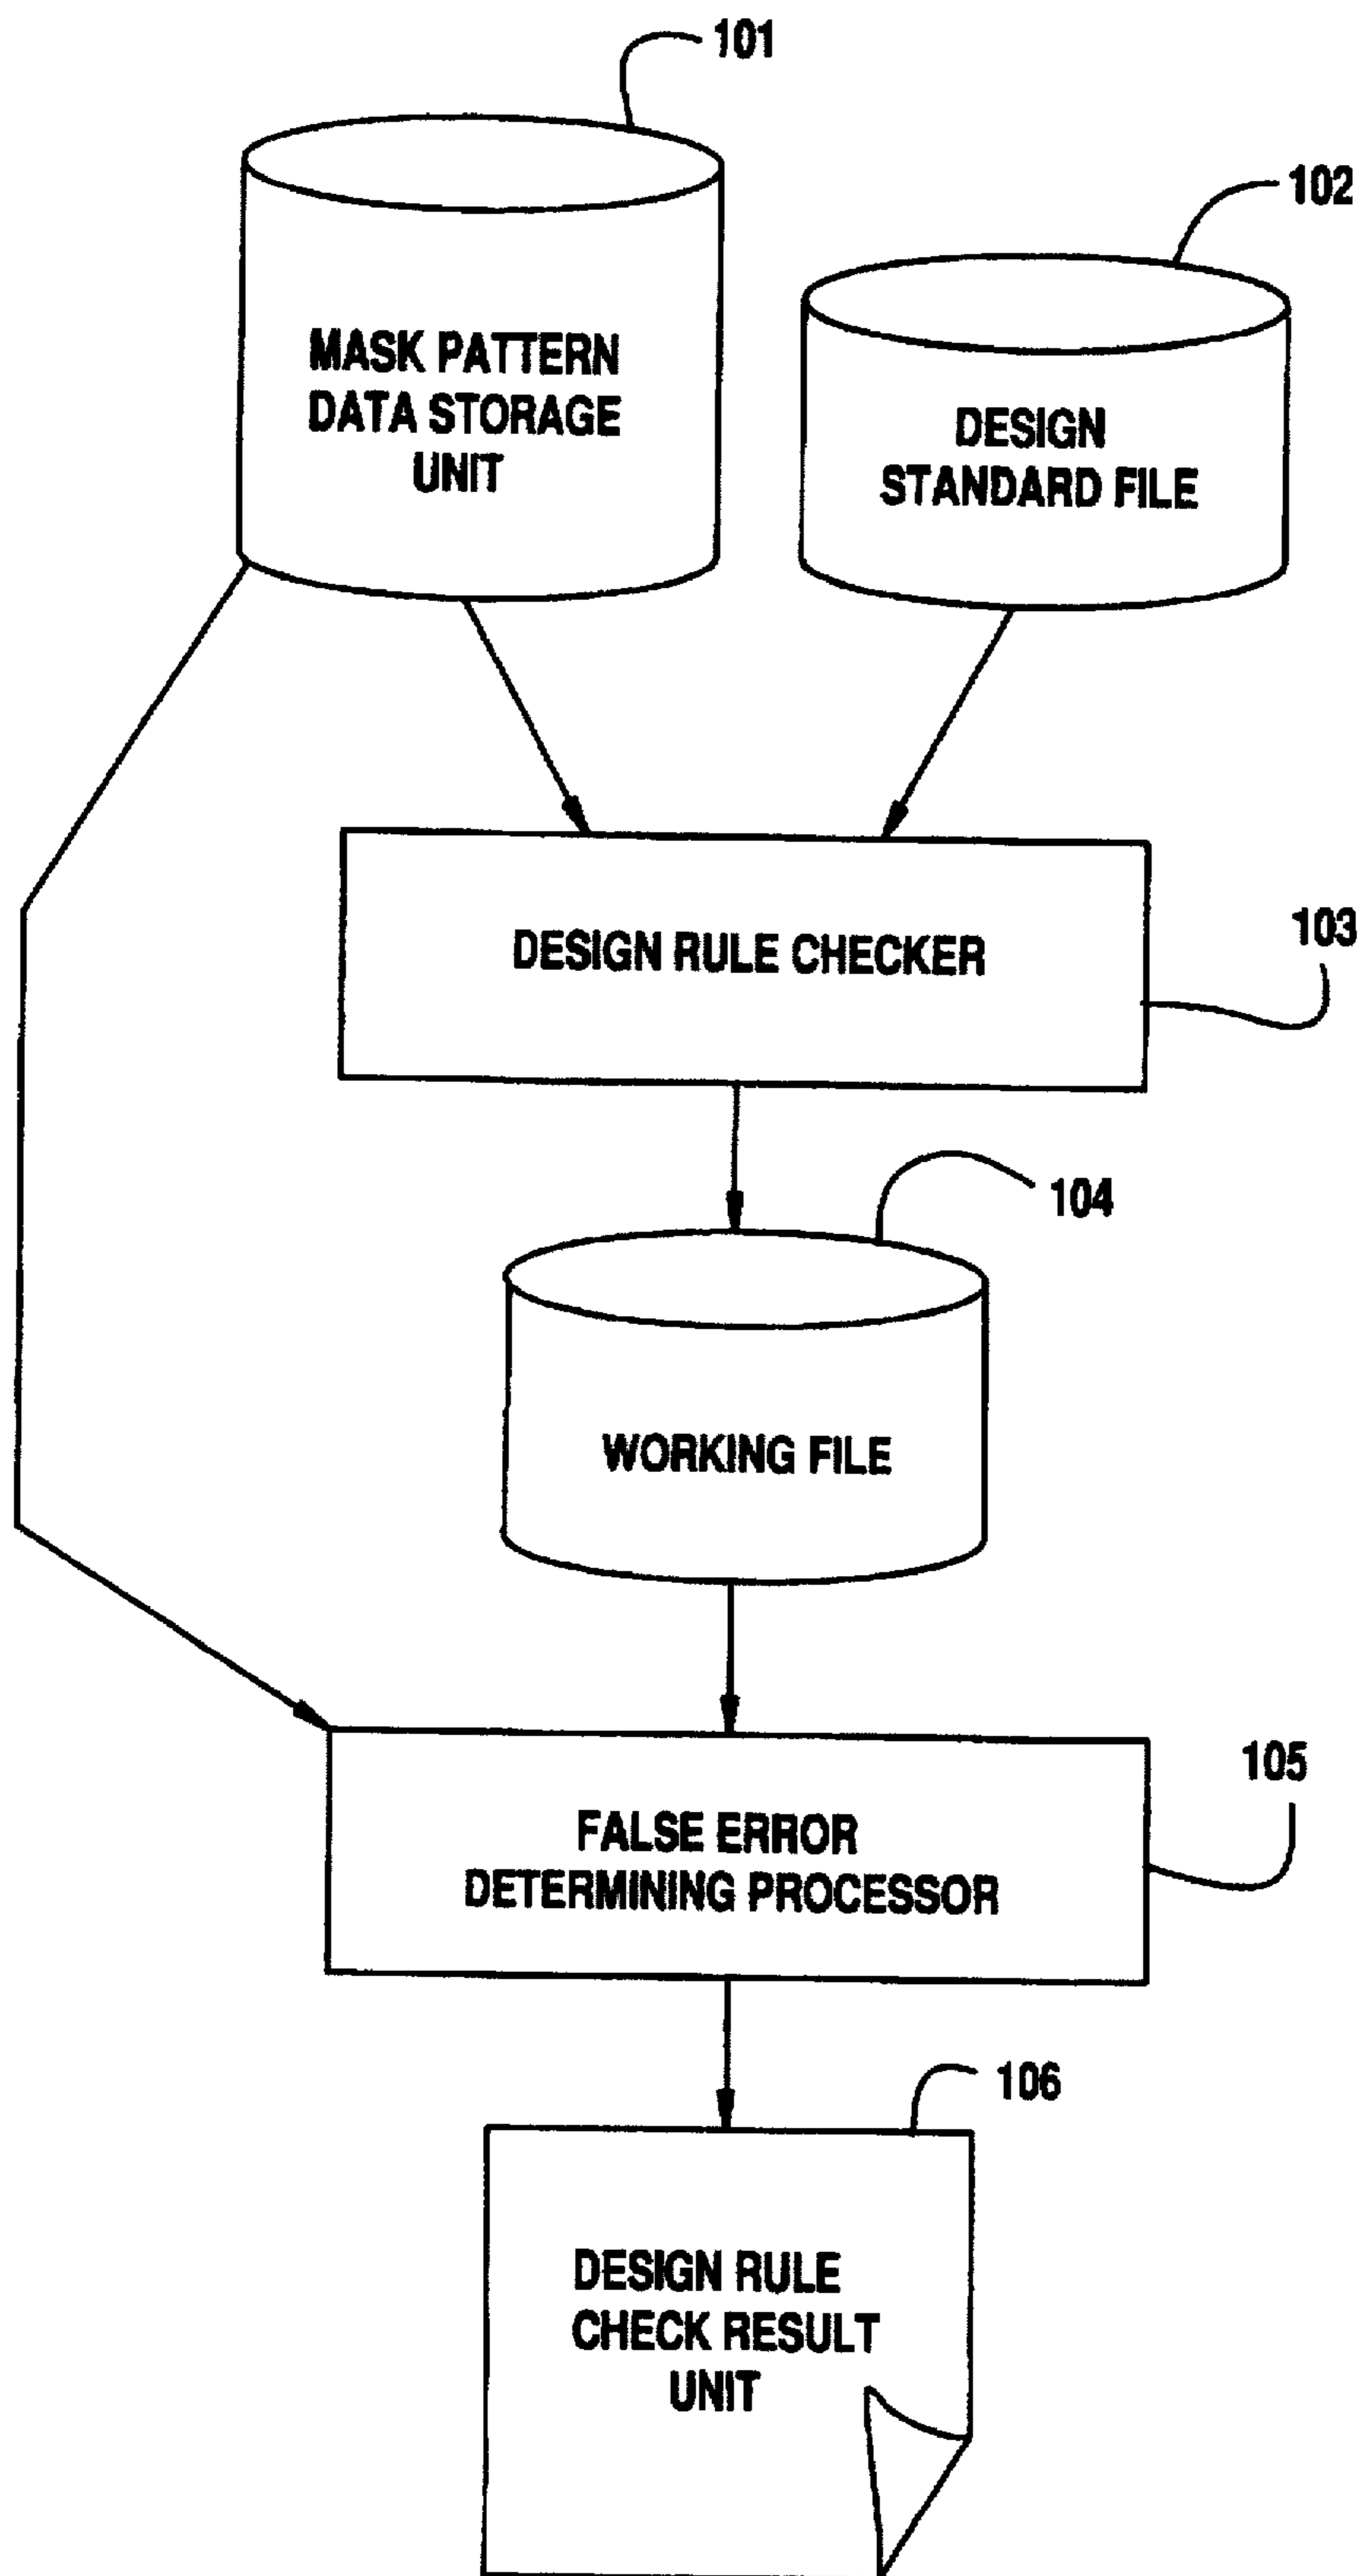 101
102
MASK PATTERN
DATA STORAGE
UNIT
DESIGN
STANDARD FILE
DESIGN RULE CHECKER
103
104
WORKING FILE
105
FALSE ERROR
DETERMINING PROCESSOR
106
DESIGN RULE
CHECK RESULT
UNIT